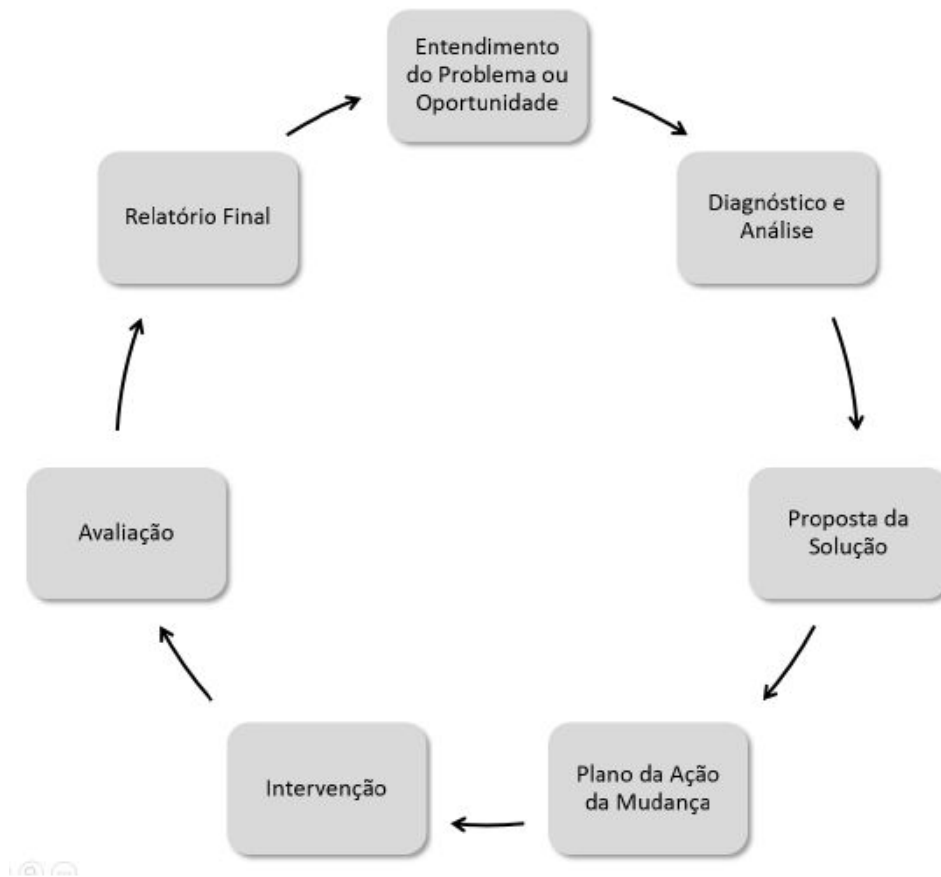 Entendimento
do Problema ou
Oportunidade
Diagnóstico e
Análise
Proposta da
Solução
Plano da Ação
da Mudança
Intervenção
Avaliação
Relatório Final